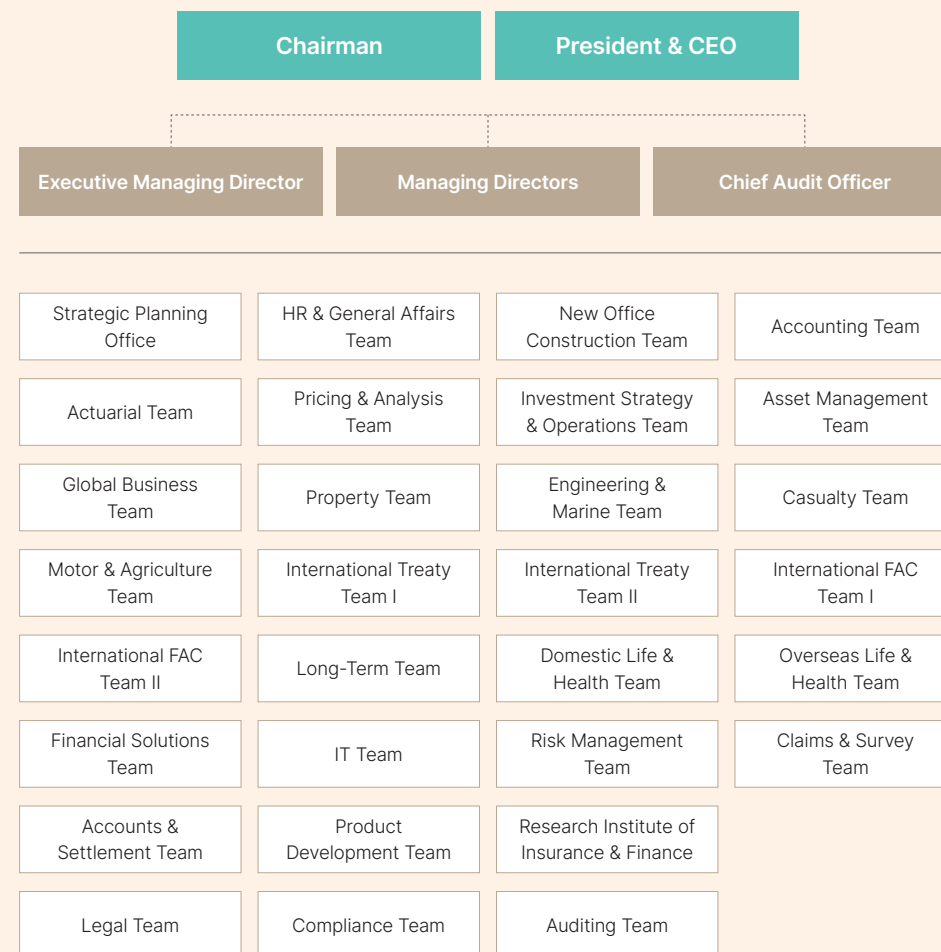 Chairman
President & CEO
Executive Managing Director
Managing Directors
Chief Audit Officer
Strategic Planning
Office
HR & General Affairs
Team
New Office
Construction Team
Accounting Team
Actuarial Team
Pricing & Analysis
Team
Investment Strategy
& Operations Team
Asset Management
Team
Global Business
Team
Property Team
Engineering &
Marine Team
Casualty Team
Motor & Agriculture
Team
International Treaty
Team I
International Treaty
Team II
International FAC
Team I
International FAC
Team II
Long-Term Team
Domestic Life &
Health Team
Overseas Life &
Health Team
Financial Solutions
Team
IT Team
Risk Management
Team
Claims & Survey
Team
Accounts &
Settlement Team
Product
Development Team
Research Institute of
Insurance & Finance
Legal Team
Compliance Team
Auditing Team